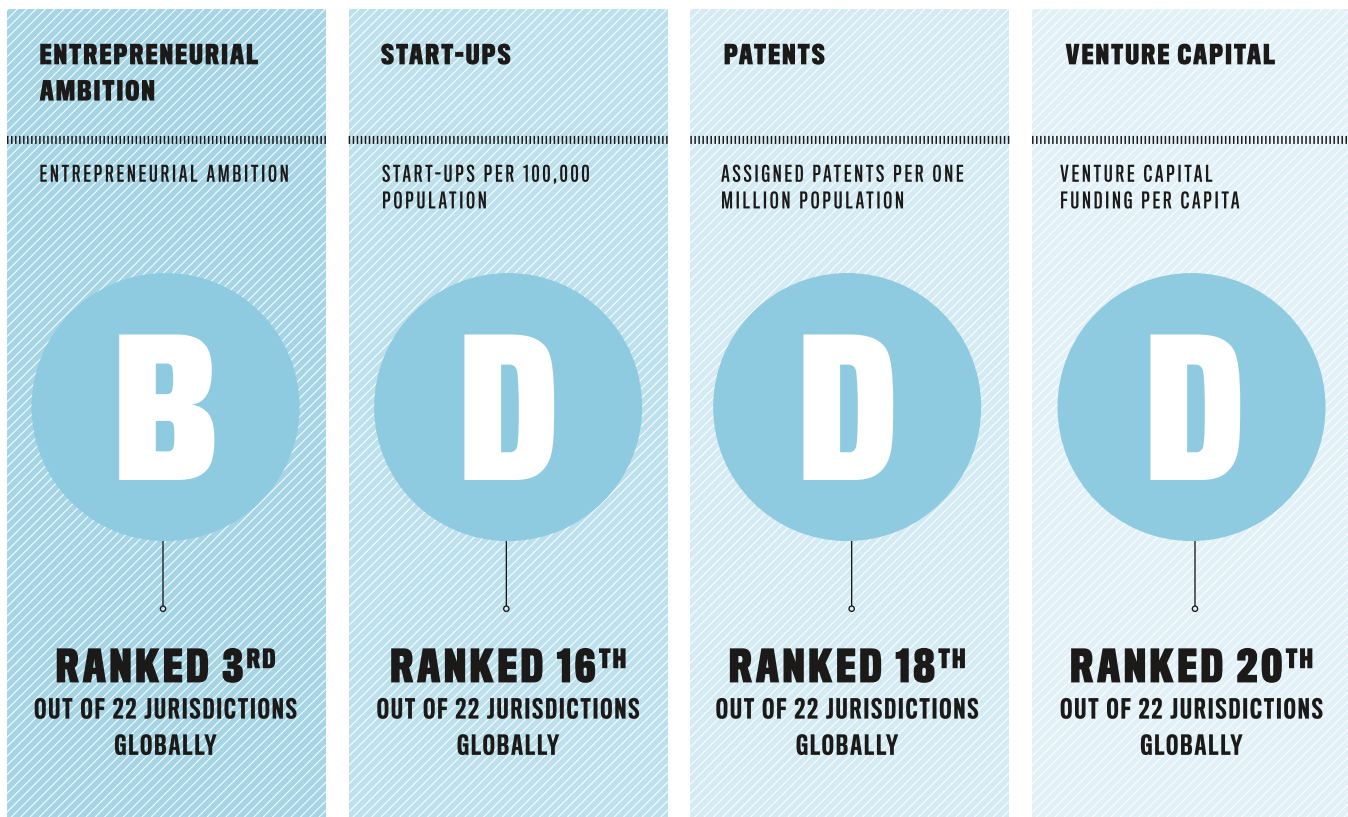 ENTREPRENEURIAL
AMBITION
ENTREPRENEURIAL AMBITION
B
RANKED 3RD
OUT OF 22 JURISDICTIONS
GLOBALLY
START-UPS
START-UPS PER 100,000
POPULATION
D
RANKED 16TH
OUT OF 22 JURISDICTIONS
GLOBALLY
PATENTS
ASSIGNED PATENTS PER ONE
MILLION POPULATION
D
RANKED 18TH
OUT OF 22 JURISDICTIONS
GLOBALLY
VENTURE CAPITAL
VENTURE CAPITAL
FUNDING PER CAPITA
D
RANKED 20TH
OUT OF 22 JURISDICTIONS
GLOBALLY